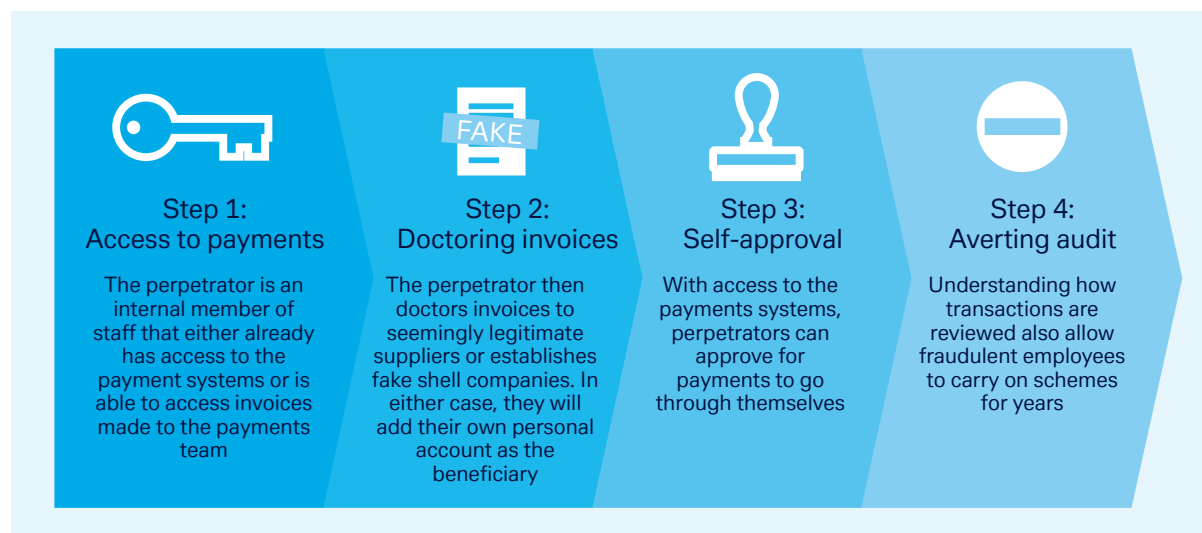 Step 1:
Access to payments
The perpetrator is an
internal member of
staff that either already
has access to the
payment systems or is
able to access invoices
made to the payments
team
FAKE
Step 2:
Doctoring invoices
The perpetrator then
doctors invoices to
seemingly legitimate
suppliers or establishes
fake shell companies. In
either case, they will
add their own personal
account as the
beneficiary
Step 3:
Self-approval
With access to the
payments systems,
perpetrators can
approve for
payments to go
through themselves
Step 4:
Averting audit
Understanding how
transactions are
reviewed also allow
fraudulent employees
to carry on schemes
for years